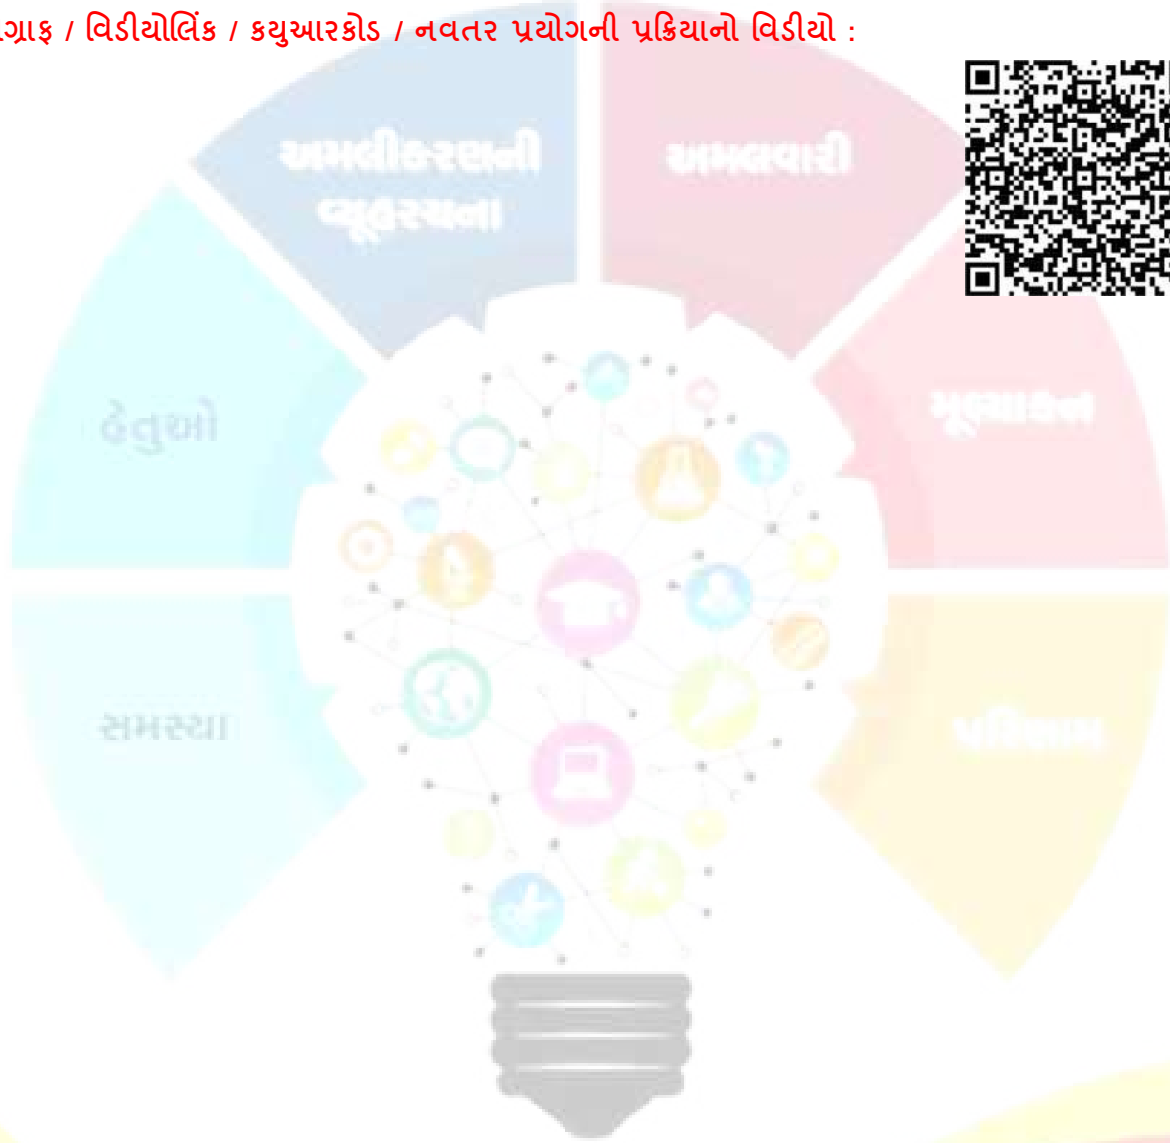 ગ્રાફ / વિડીયોલિંક / કયુઆરકોડ / નવતર પ્રયોગની પ્રક્રિયાનો વિડીયો :
અમલીકરણની
વ્યૂહરચના
અમલવારી
હેતુઓ
મૂલ્યાંકન
સમસ્યા
પરિણામ